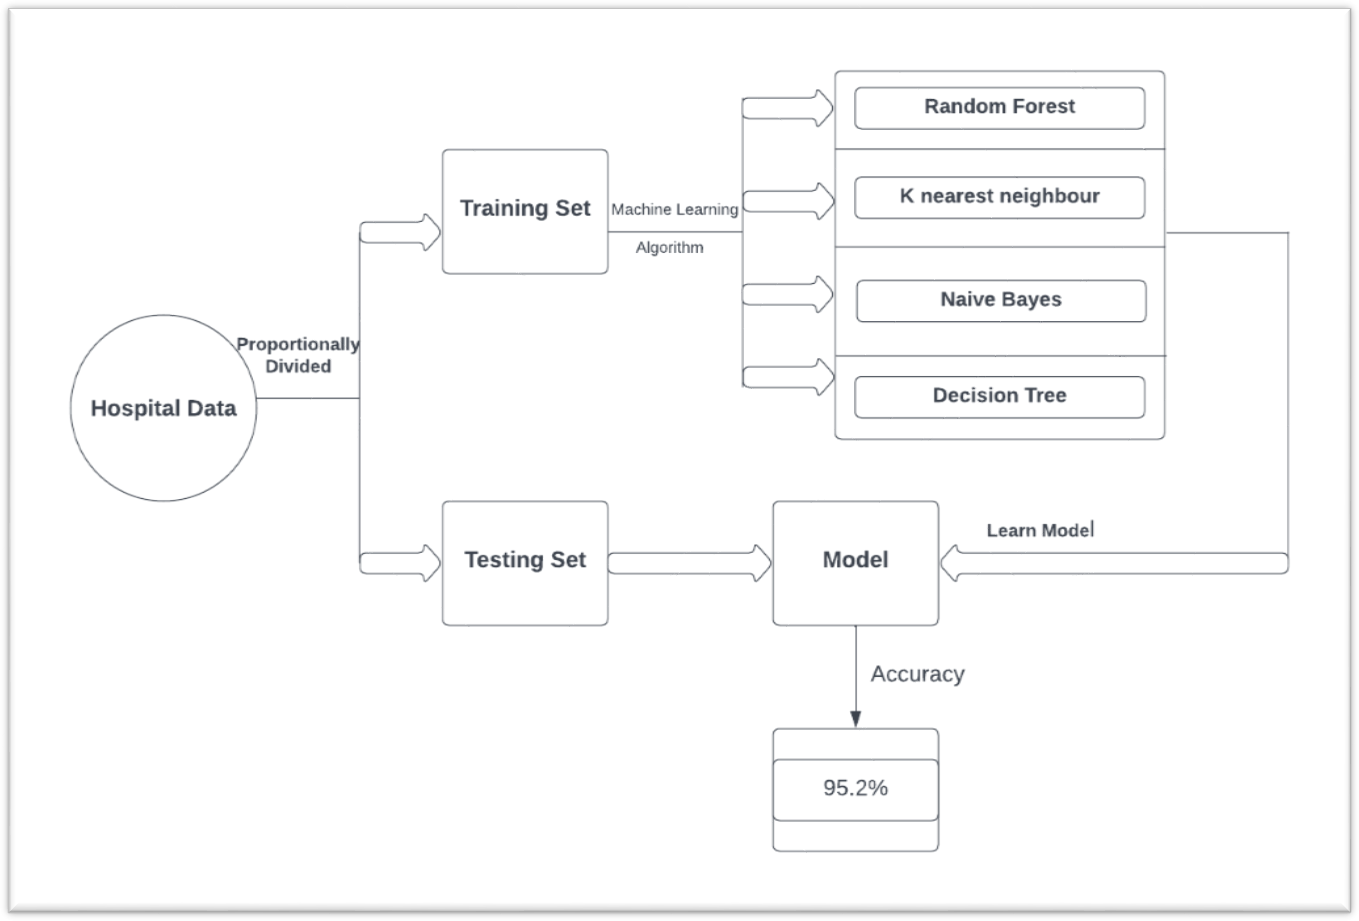 Hospital Data
Proportionally
Divided
Training Set
Machine Learning
Algorithm
Random Forest
K nearest neighbour
Naive Bayes
Decision Tree
Testing Set
Model
Learn Model
Accuracy
95.2%